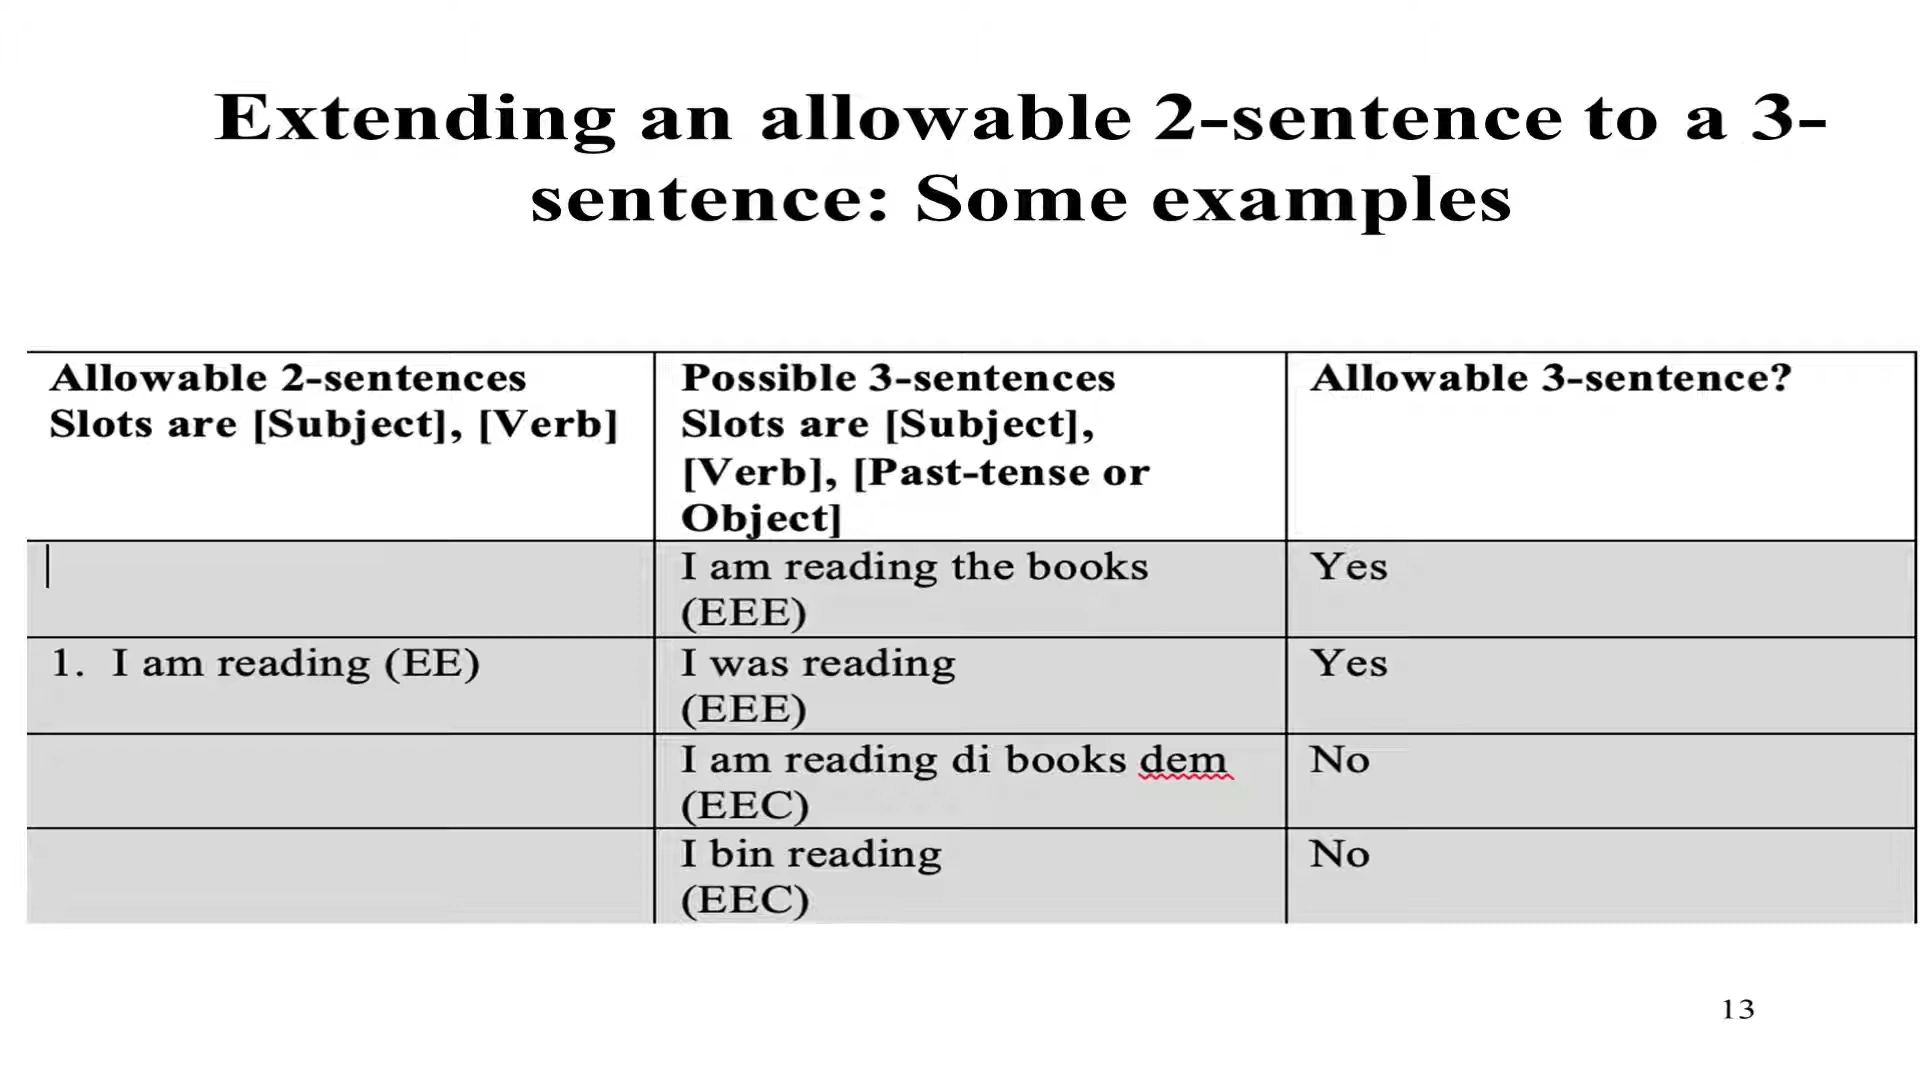 Extending an allowable 2-sentence to a 3-
sentence: Some examples
Allowable 2-sentences
Slots are [Subject], [Verb]
Possible 3-sentences
Slots are [Subject],
[Verb], [Past-tense or
Object]
Allowable 3-sentence?
I am reading the books
(EEE)
Yes
1. I am reading (EE)
I was reading
(EEE)
Yes
I am reading di books dem
(EEC)
No
I bin reading
(EEC)
No
13